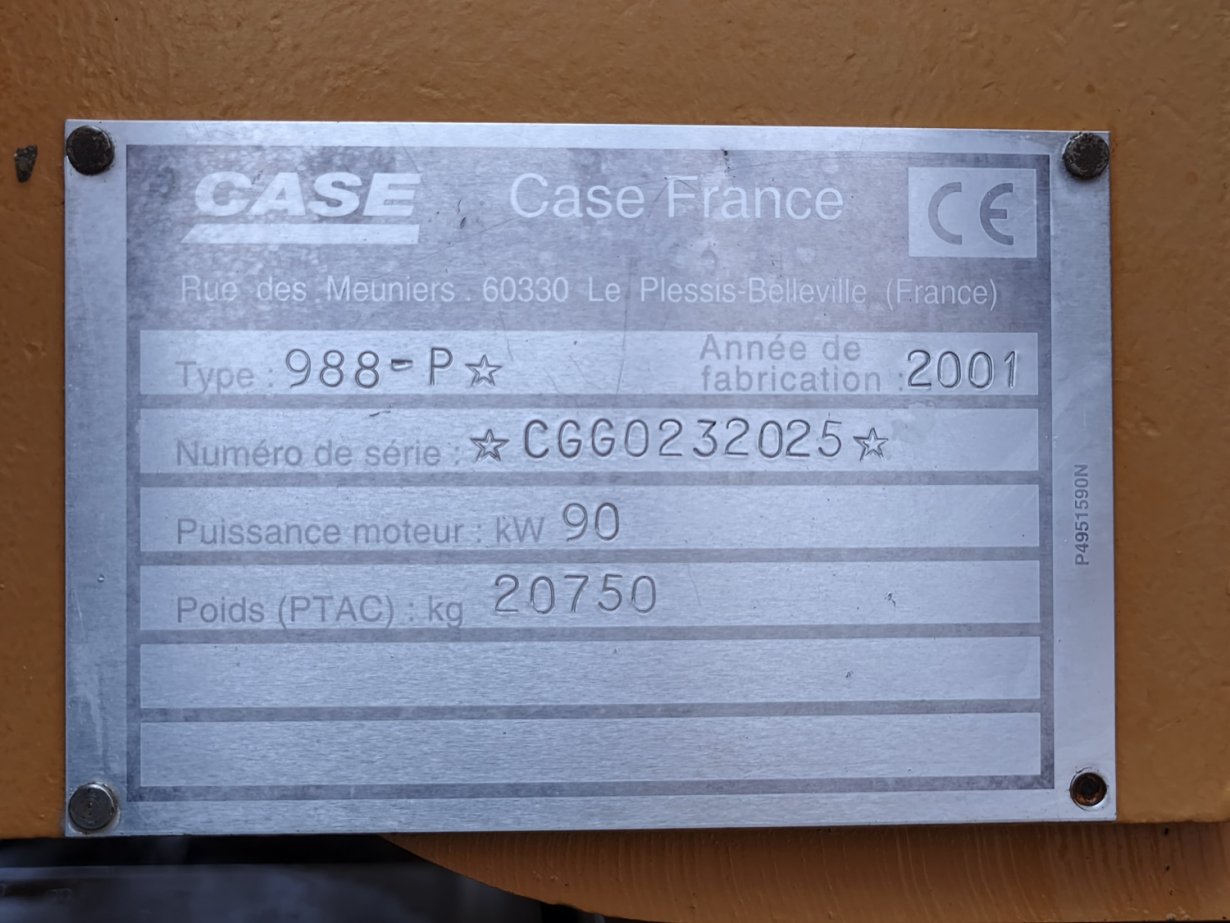 CASE Case France CE
Rue des Meuniers . 60330 Le Plessis-Belleville (France)
Type : 988-P☆ Année de fabrication : 2001
Numéro de série : ☆CGG0232025☆
Puissance moteur : kW 90
Poids (PTAC) : kg 20750
P4951590N